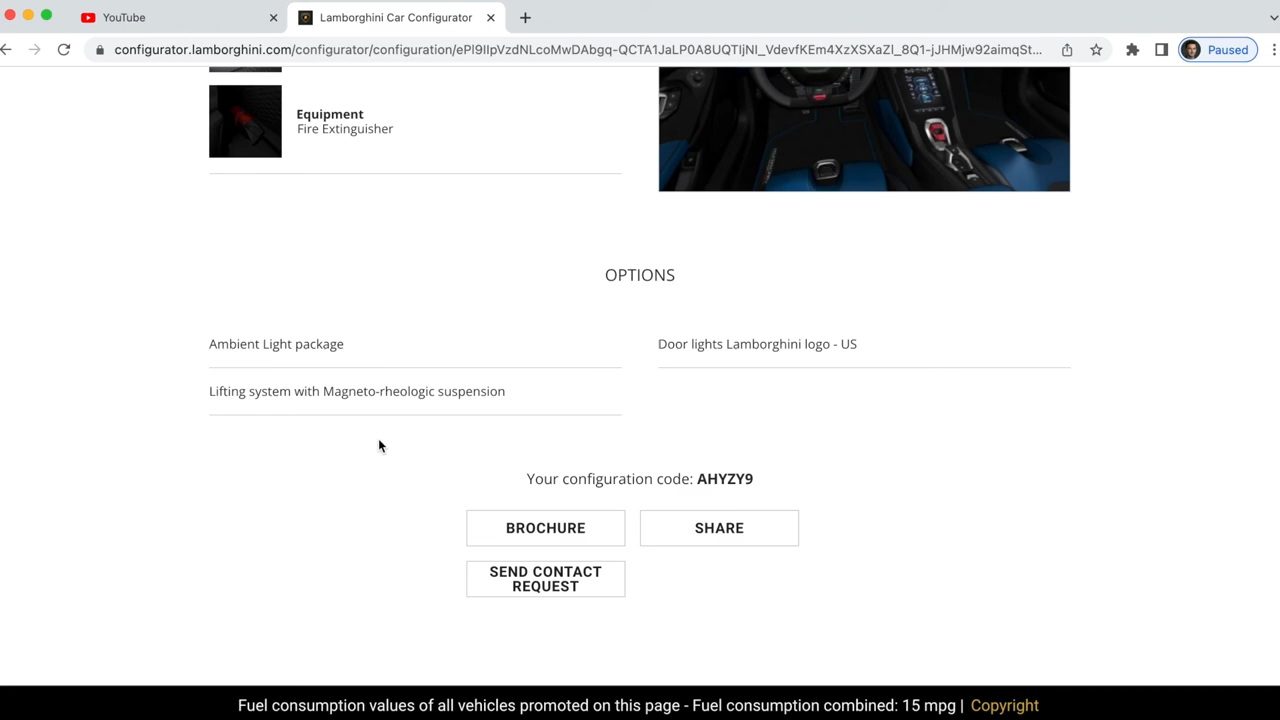 YouTube
Lamborghini Car Configurator
configurator.lamborghini.com/configurator/configuration/ePl9IIpVzdNLcoMwDAbgq-QCTA1JaLP0A8UQTIjNI_VdevfKEm4XzXSXaZI_8Q1-jJHMjw92aimqSt...
Paused
Equipment
Fire Extinguisher
OPTIONS
Ambient Light package
Door lights Lamborghini logo - US
Lifting system with Magneto-rheologic suspension
Your configuration code: AHYZY9
BROCHURE
SHARE
SEND CONTACT
REQUEST
Fuel consumption values of all vehicles promoted on this page - Fuel consumption combined: 15 mpg | Copyright